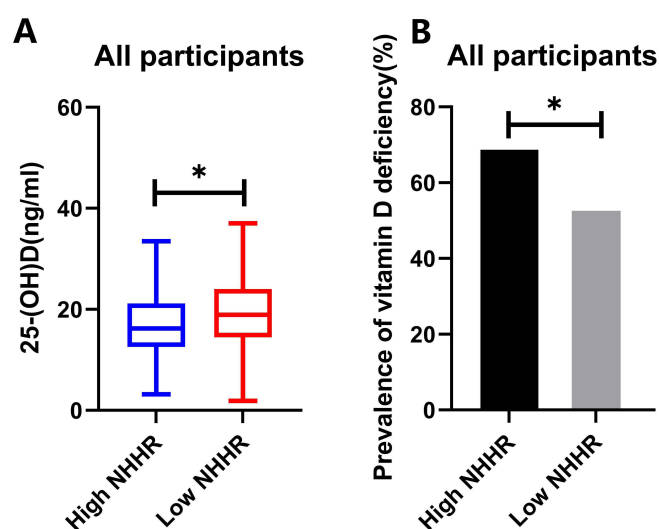 A
All participants
25-(OH)D(ng/ml)
60
40
20
0
*
High NHHR
Low NHHR
B
All participants
Prevalence of vitamin D deficiency(%)
80
60
40
20
0
*
High NHHR
Low NHHR